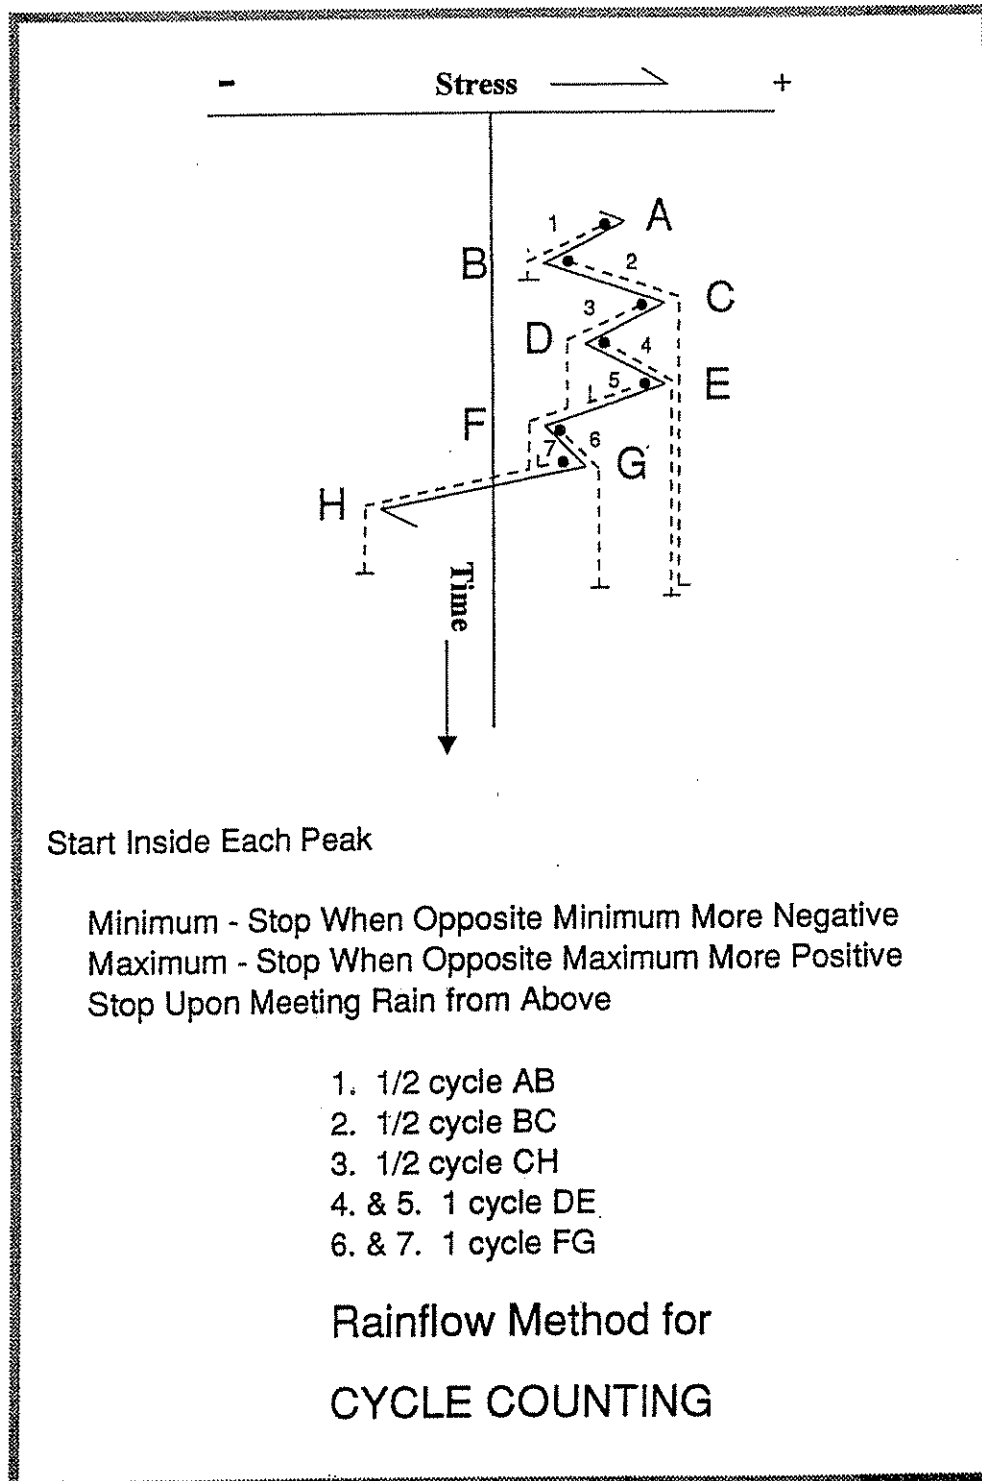 - Stress +
A
1
B
2
C
3
D
4
E
5
F
6
7
G
H
Time
Start Inside Each Peak
Minimum - Stop When Opposite Minimum More Negative
Maximum - Stop When Opposite Maximum More Positive
Stop Upon Meeting Rain from Above
1. 1/2 cycle AB
2. 1/2 cycle BC
3. 1/2 cycle CH
4. & 5. 1 cycle DE
6. & 7. 1 cycle FG
Rainflow Method for
CYCLE COUNTING